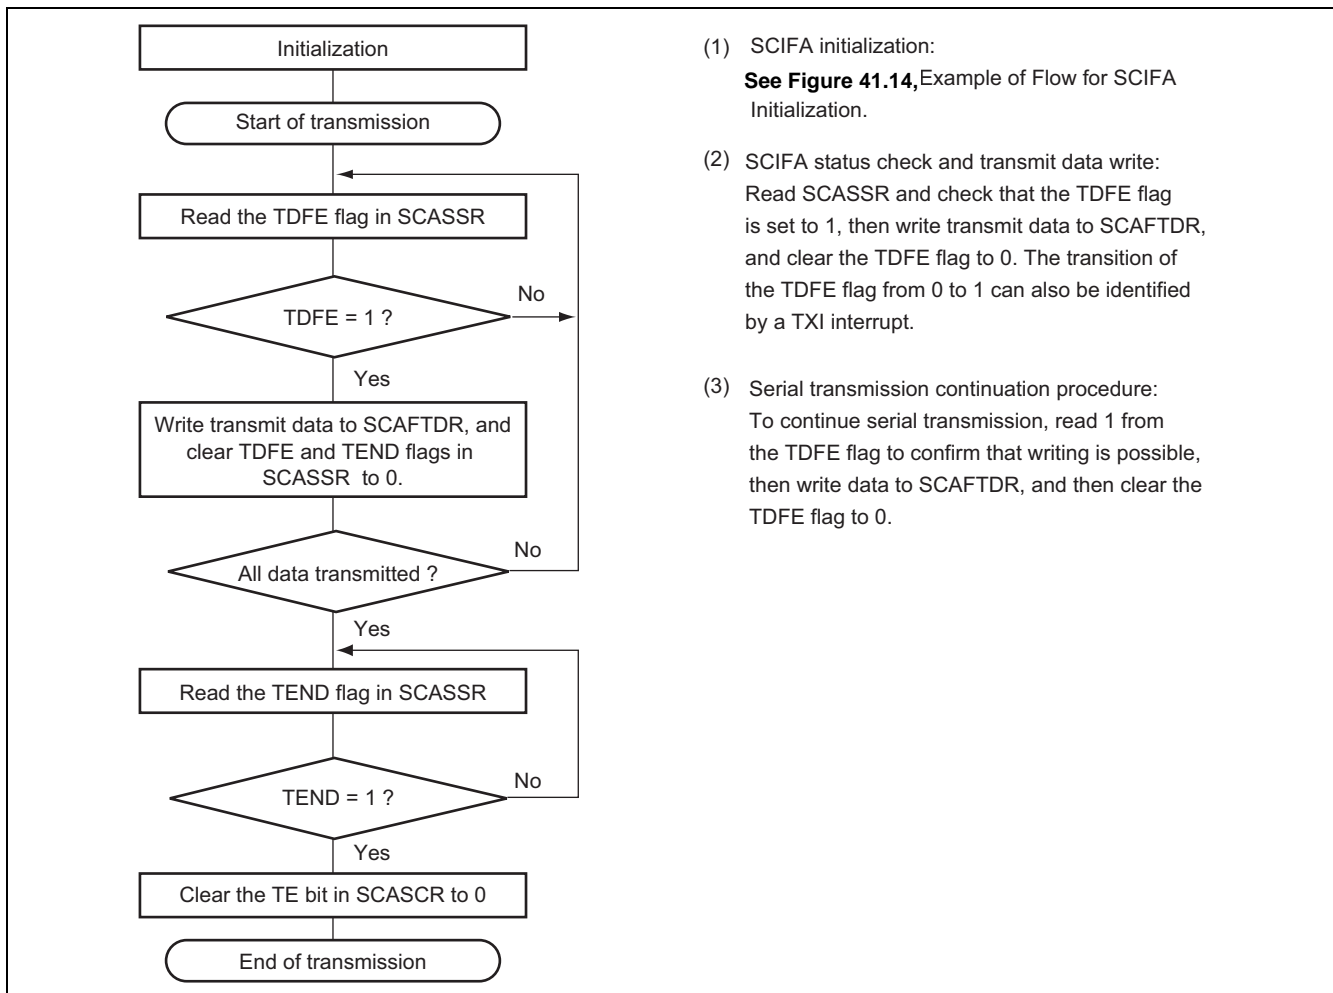 Initialization
Start of transmission
Read the TDFE flag in SCASSR
TDFE = 1 ?
No
Yes
Write transmit data to SCAFTDR, and
clear TDFE and TEND flags in
SCASSR to 0.
All data transmitted ?
No
Yes
Read the TEND flag in SCASSR
TEND = 1 ?
No
Yes
Clear the TE bit in SCASCR to 0
End of transmission
(1) SCIFA initialization:
See Figure 41.14,Example of Flow for SCIFA
Initialization.
(2) SCIFA status check and transmit data write:
Read SCASSR and check that the TDFE flag
is set to 1, then write transmit data to SCAFTDR,
and clear the TDFE flag to 0. The transition of
the TDFE flag from 0 to 1 can also be identified
by a TXI interrupt.
(3) Serial transmission continuation procedure:
To continue serial transmission, read 1 from
the TDFE flag to confirm that writing is possible,
then write data to SCAFTDR, and then clear the
TDFE flag to 0.